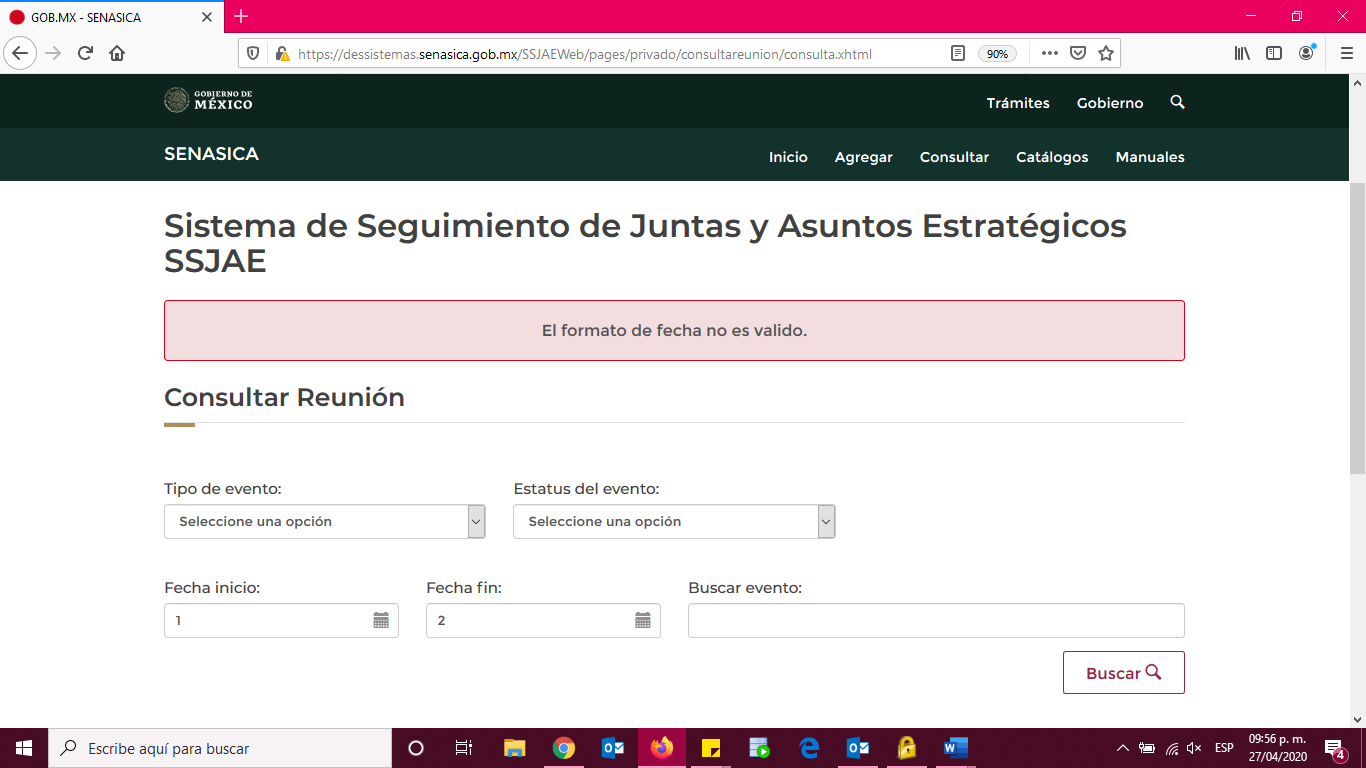 GOB.MX - SENASICA
https://dessistemas.senasica.gob.mx/SSJAEWeb/pages/privado/consultareunion/consulta.xhtml
90%
GOBIERNO DE
MÉXICO
Trámites Gobierno
SENASICA
Inicio Agregar Consultar Catálogos Manuales
Sistema de Seguimiento de Juntas y Asuntos Estratégicos
SSJAE
El formato de fecha no es valido.
Consultar Reunión
Tipo de evento: Estatus del evento:
Seleccione una opción Seleccione una opción
Fecha inicio: Fecha fin: Buscar evento:
1 2
Buscar
Escribe aquí para buscar
ESP
09:56 p. m.
27/04/2020
4